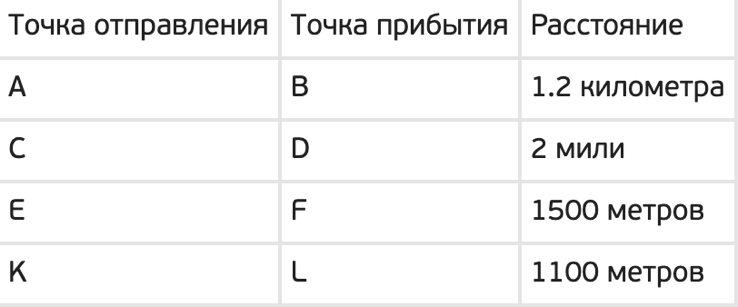 Точка отправления Точка прибытия Расстояние
A B 1.2 километра
C D 2 мили
E F 1500 метров
K L 1100 метров